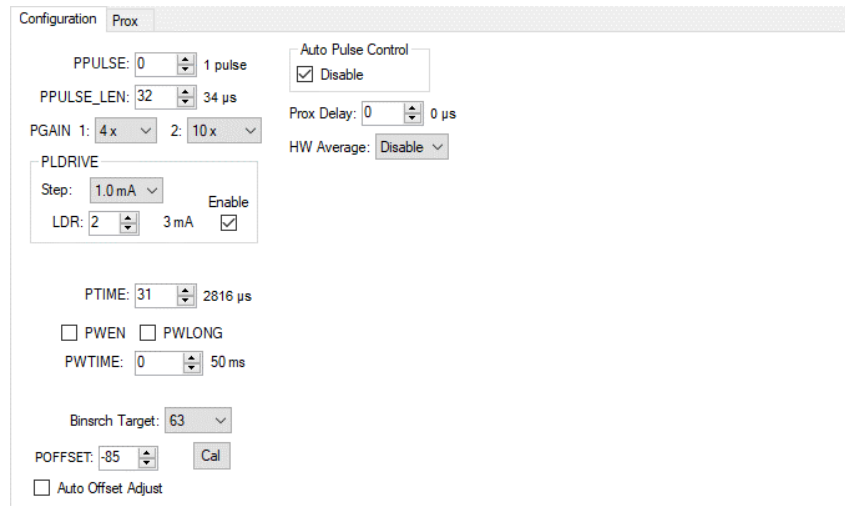 Configuration Prox
PPULSE: 0 1 pulse
PPULSE_LEN: 32 34 µs
PGAIN 1: 4 x 2: 10 x
PLDRIVE
Step: 1.0 mA
Enable
LDR: 2 3 mA
PTIME: 31 2816 µs
PWEN PWLONG
PWTIME: 0 50 ms
Binsrch Target: 63
POFFSET: -85 Cal
Auto Offset Adjust
Auto Pulse Control
Disable
Prox Delay: 0 0 µs
HW Average: Disable